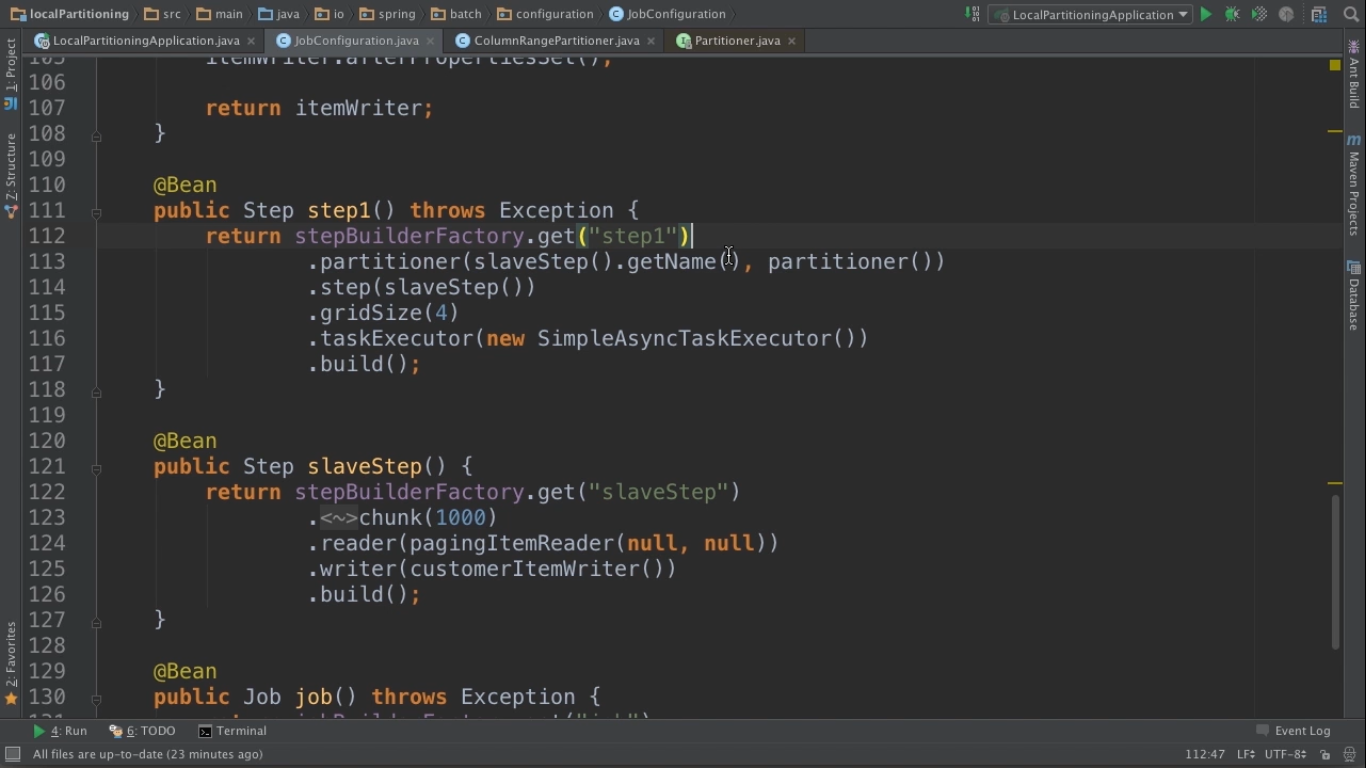 localPartitioning src main java io spring batch configuration JobConfiguration LocalPartitioningApplication
LocalPartitioningApplication.java JobConfiguration.java ColumnRangePartitioner.java Partitioner.java
1: Project
Z: Structure
2: Favorites
Ant Build
Maven Projects
Database
105 itemWriter.afterPropertiesSet();
106
107 return itemWriter;
108 }
109
110 @Bean
111 public Step step1() throws Exception {
112 return stepBuilderFactory.get("step1")
113 .partitioner(slaveStep().getName(), partitioner())
114 .step(slaveStep())
115 .gridSize(4)
116 .taskExecutor(new SimpleAsyncTaskExecutor())
117 .build();
118 }
119
120 @Bean
121 public Step slaveStep() {
122 return stepBuilderFactory.get("slaveStep")
123 .<~>chunk(1000)
124 .reader(pagingItemReader(null, null))
125 .writer(customerItemWriter())
126 .build();
127 }
128
129 @Bean
130 public Job job() throws Exception {
4: Run 6: TODO Terminal Event Log
All files are up-to-date (23 minutes ago) 112:47 LF UTF-8